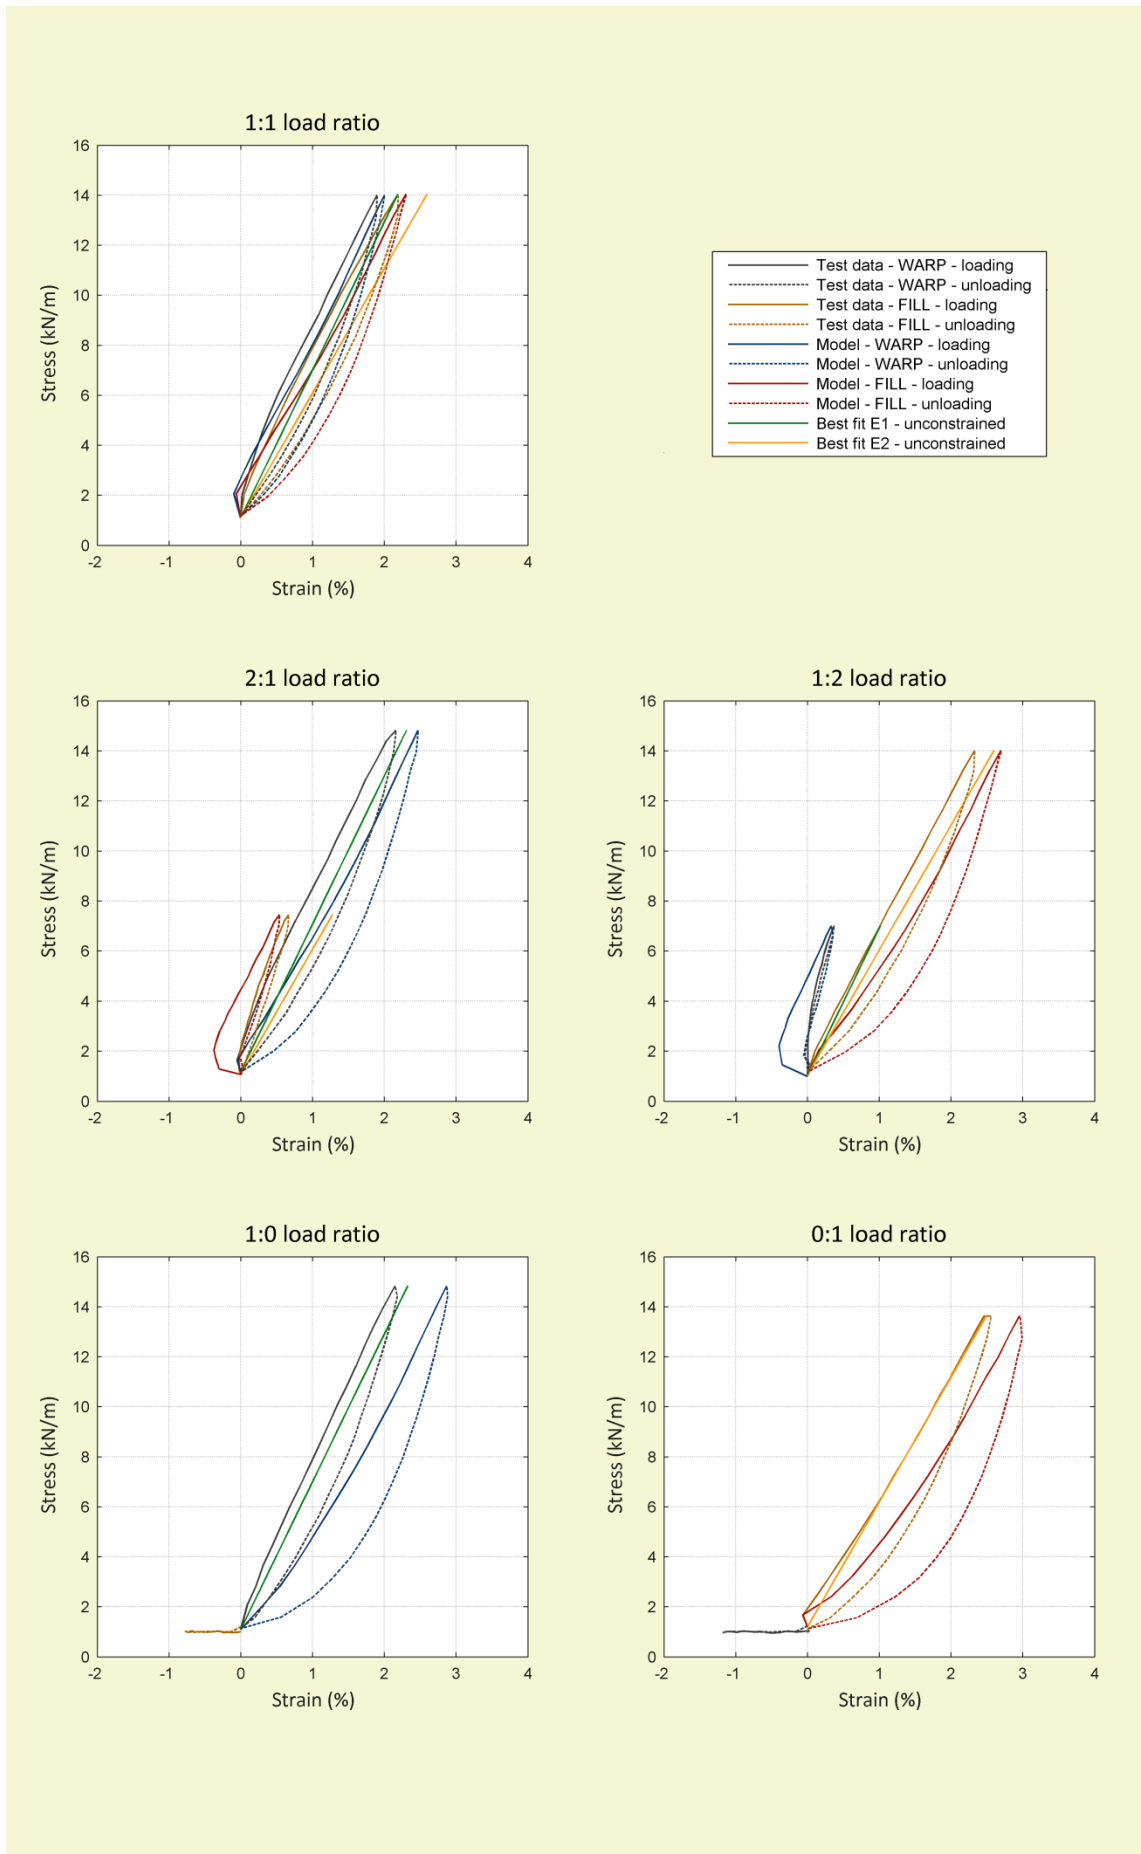 1:1 load ratio
16
14
12
10
8
6
4
2
0
Stress (kN/m)
-2 -1 0 1 2 3 4
Strain (%)
Test data - WARP - loading
Test data - WARP - unloading
Test data - FILL - loading
Test data - FILL - unloading
Model - WARP - loading
Model - WARP - unloading
Model - FILL - loading
Model - FILL - unloading
Best fit E1 - unconstrained
Best fit E2 - unconstrained
2:1 load ratio
16
14
12
10
8
6
4
2
0
Stress (kN/m)
-2 -1 0 1 2 3 4
Strain (%)
1:2 load ratio
16
14
12
10
8
6
4
2
0
Stress (kN/m)
-2 -1 0 1 2 3 4
Strain (%)
1:0 load ratio
16
14
12
10
8
6
4
2
0
Stress (kN/m)
-2 -1 0 1 2 3 4
Strain (%)
0:1 load ratio
16
14
12
10
8
6
4
2
0
Stress (kN/m)
-2 -1 0 1 2 3 4
Strain (%)